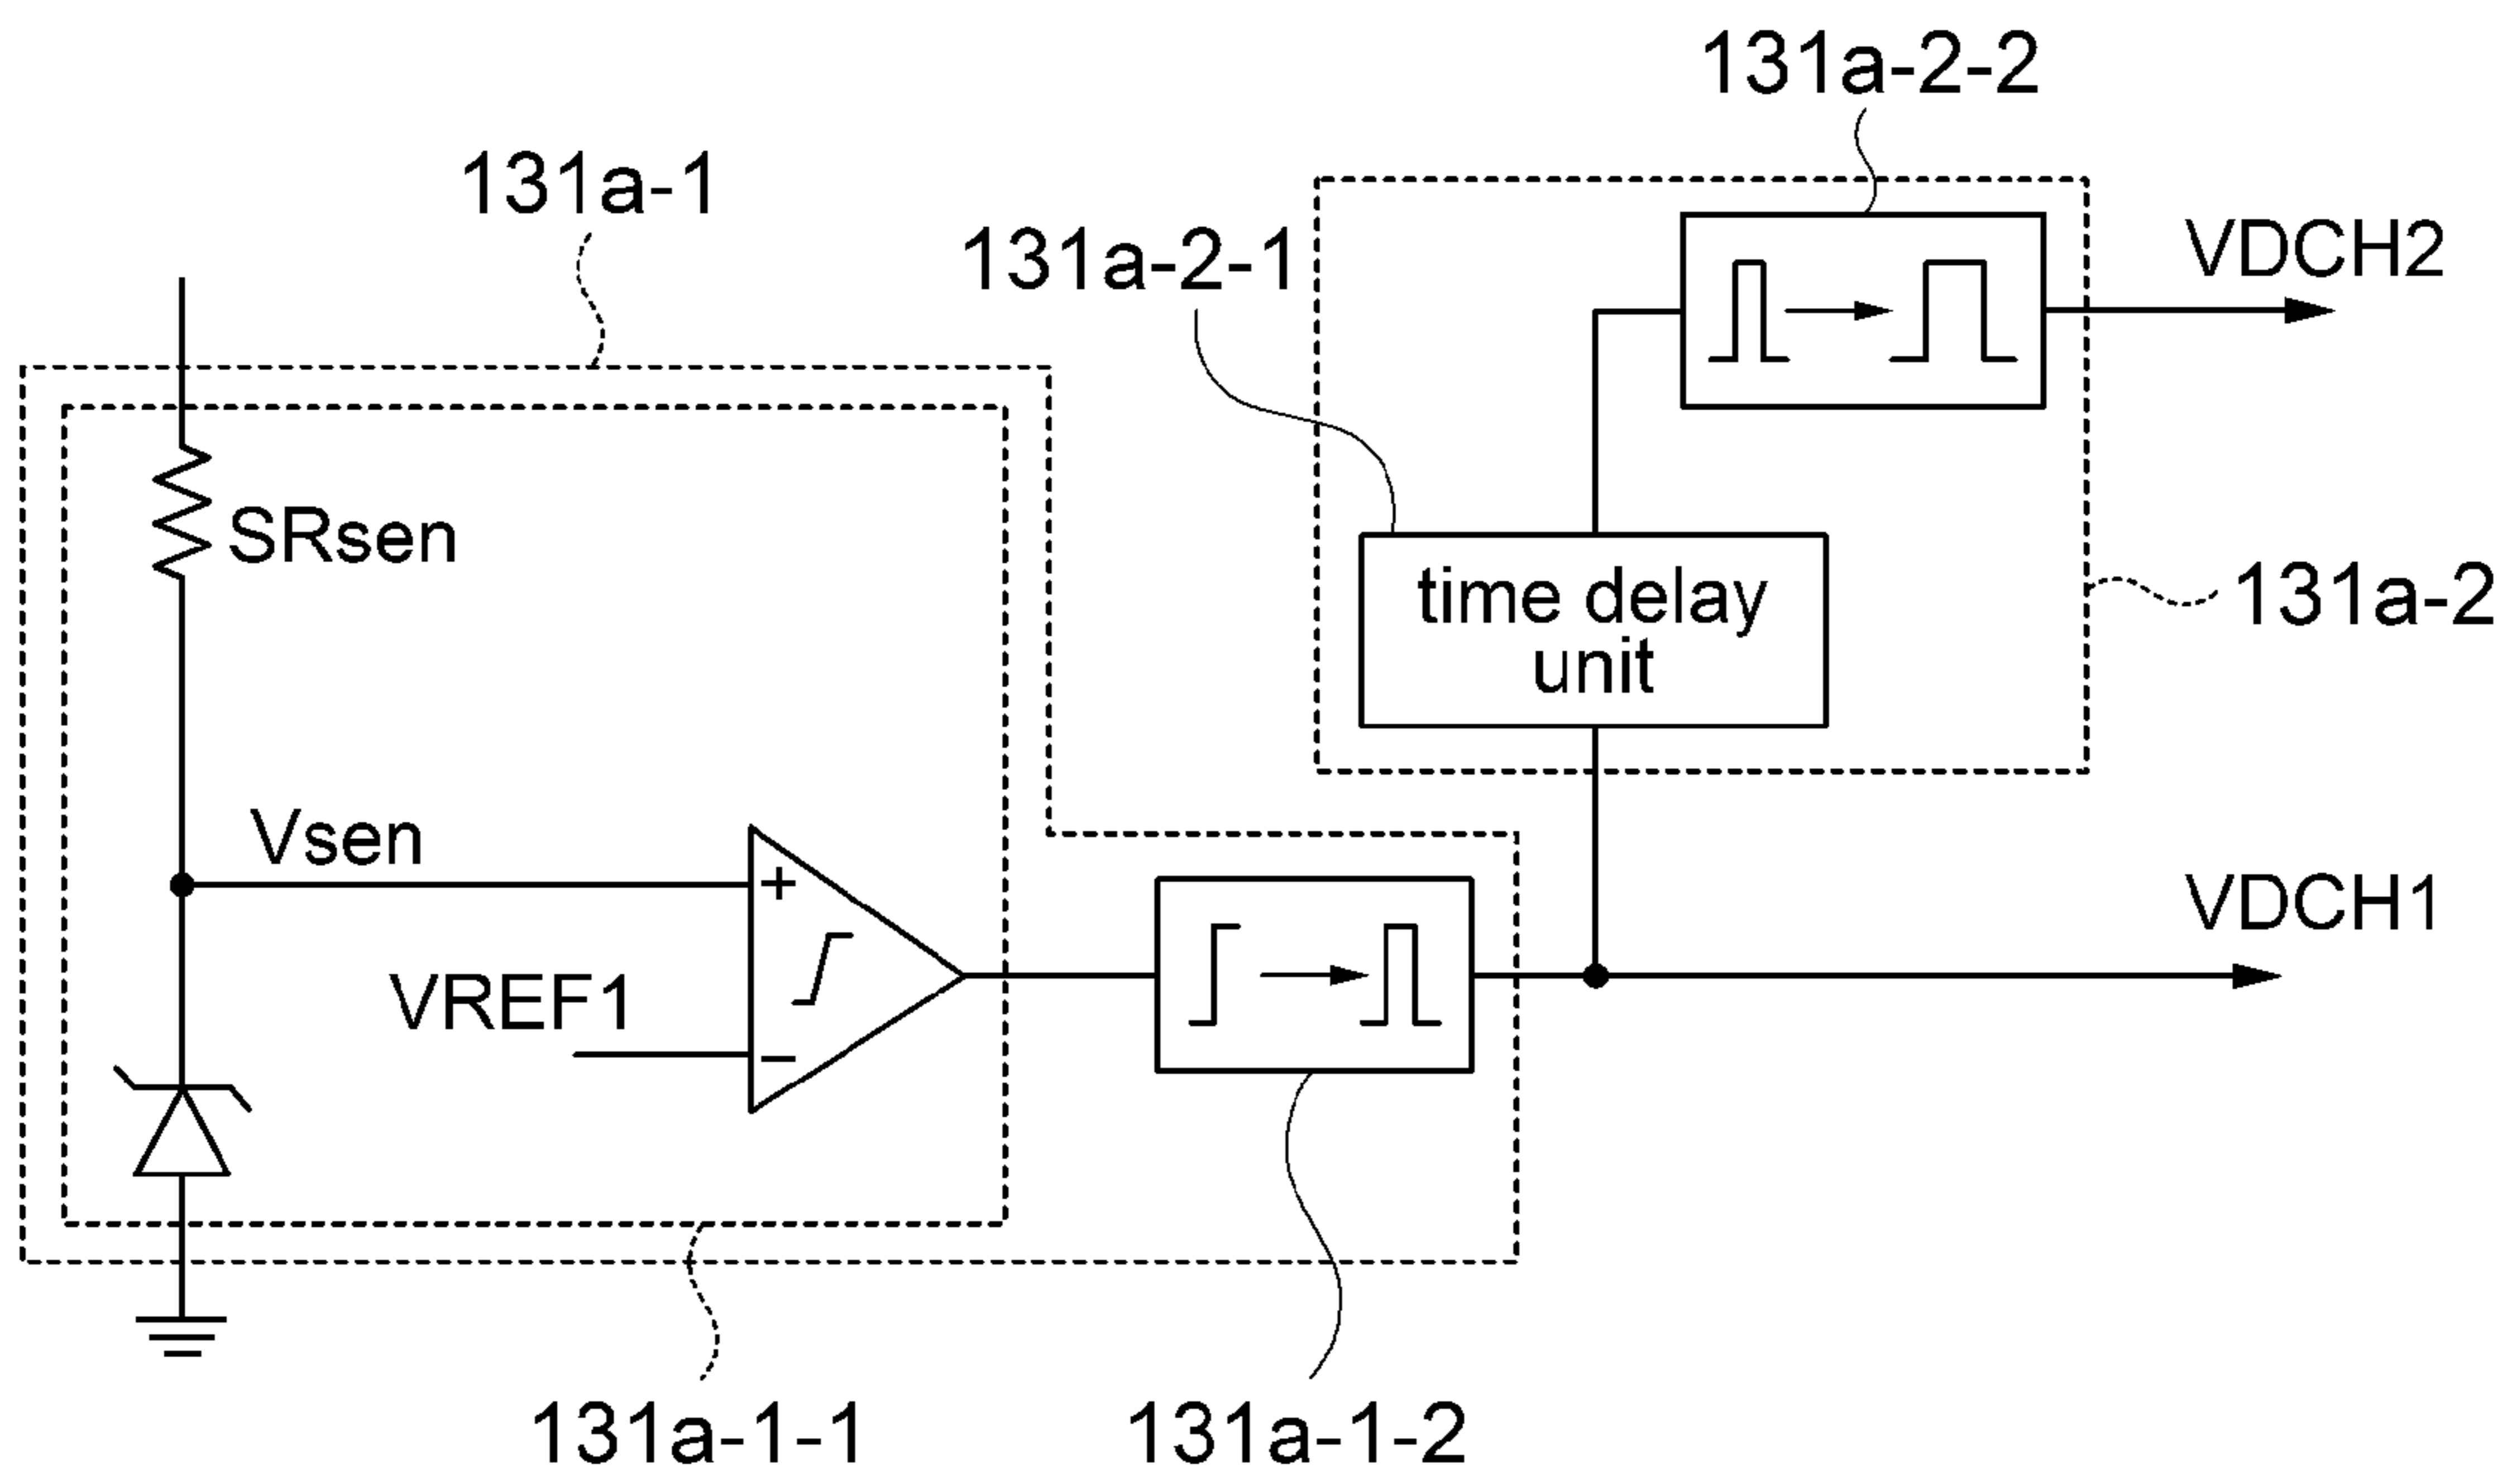 131a-2-2
131a-1
131a-2-1
VDCH2
SRsen
time delay
unit
131a-2
Vsen
+
VDCH1
VREF1
−
131a-1-1
131a-1-2